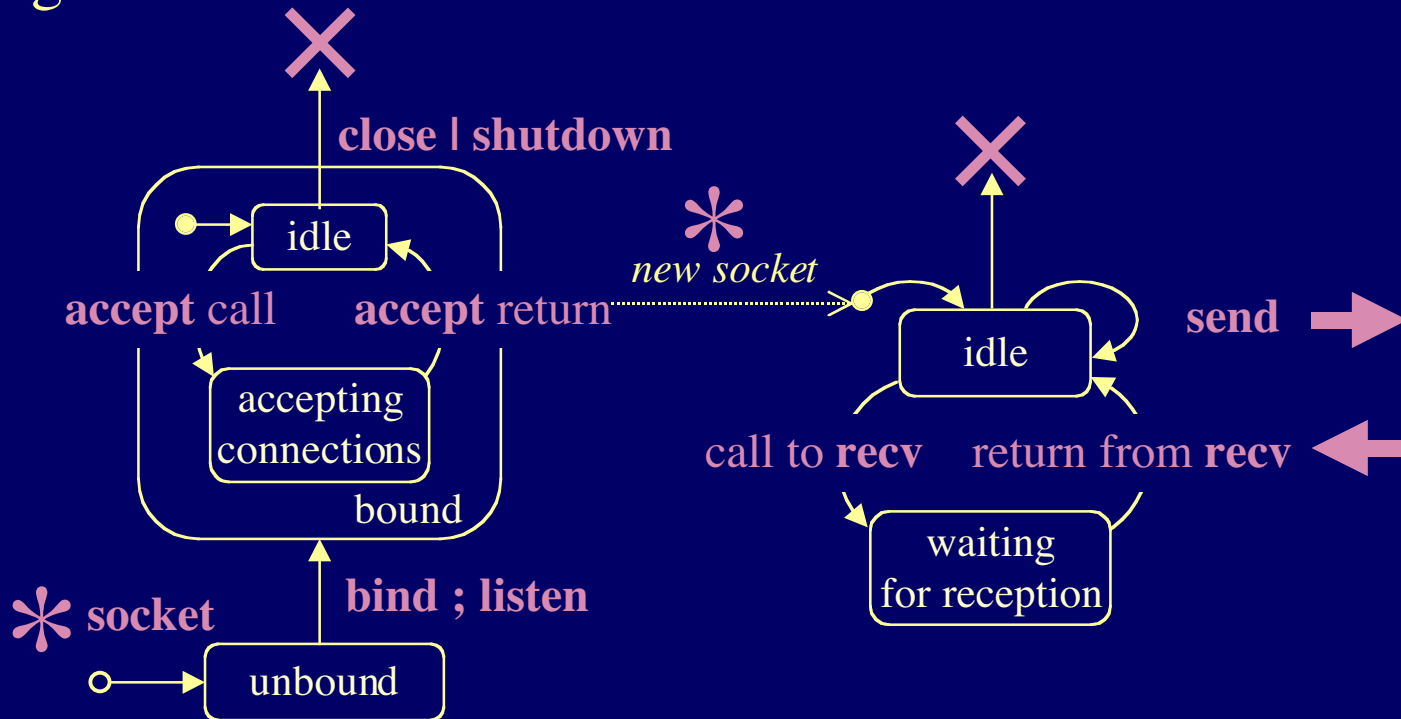 close | shutdown
idle
accept call
accept return
accepting
connections
bound
bind ; listen
socket
unbound
new socket
idle
send
call to recv
return from recv
waiting
for reception